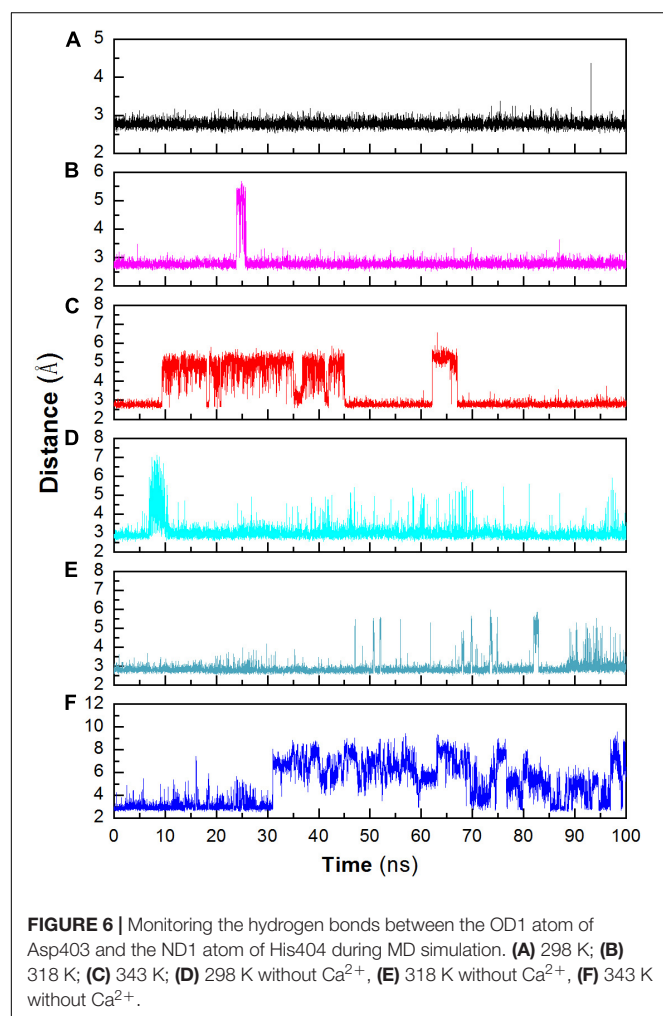 A
5
4
3
2
B
6
5
4
3
2
C
8
7
6
5
4
3
2
D
8
7
6
5
4
3
2
E
8
7
6
5
4
3
2
F
12
10
8
6
4
2
Distance (Å)
0 10 20 30 40 50 60 70 80 90 100
Time (ns)
FIGURE 6 | Monitoring the hydrogen bonds between the OD1 atom of
Asp403 and the ND1 atom of His404 during MD simulation. (A) 298 K; (B)
318 K; (C) 343 K; (D) 298 K without Ca²⁺, (E) 318 K without Ca²⁺, (F) 343 K
without Ca²⁺.